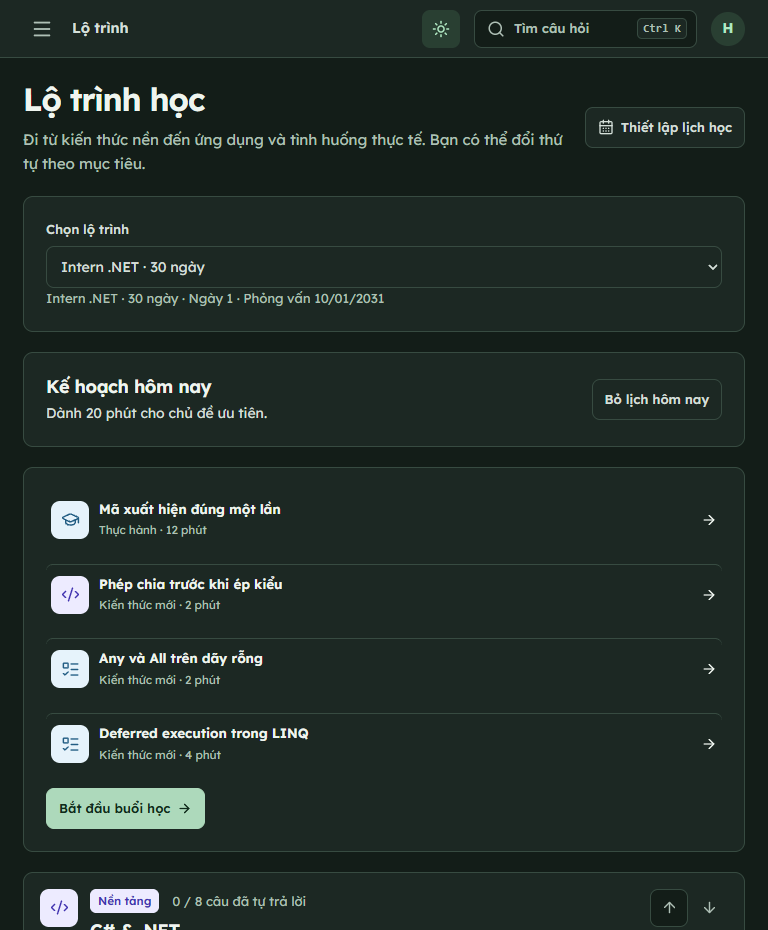 Lộ trình
Tìm câu hỏi
Ctrl K
H
Lộ trình học
Đi từ kiến thức nền đến ứng dụng và tình huống thực tế. Bạn có thể đổi thứ
tự theo mục tiêu.
Thiết lập lịch học
Chọn lộ trình
Intern .NET · 30 ngày
Intern .NET · 30 ngày · Ngày 1 · Phỏng vấn 10/01/2031
Kế hoạch hôm nay
Dành 20 phút cho chủ đề ưu tiên.
Bỏ lịch hôm nay
Mã xuất hiện đúng một lần
Thực hành · 12 phút
Phép chia trước khi ép kiểu
Kiến thức mới · 2 phút
Any và All trên dãy rỗng
Kiến thức mới · 2 phút
Deferred execution trong LINQ
Kiến thức mới · 4 phút
Bắt đầu buổi học
Nền tảng
0 / 8 câu đã tự trả lời
C# & .NET